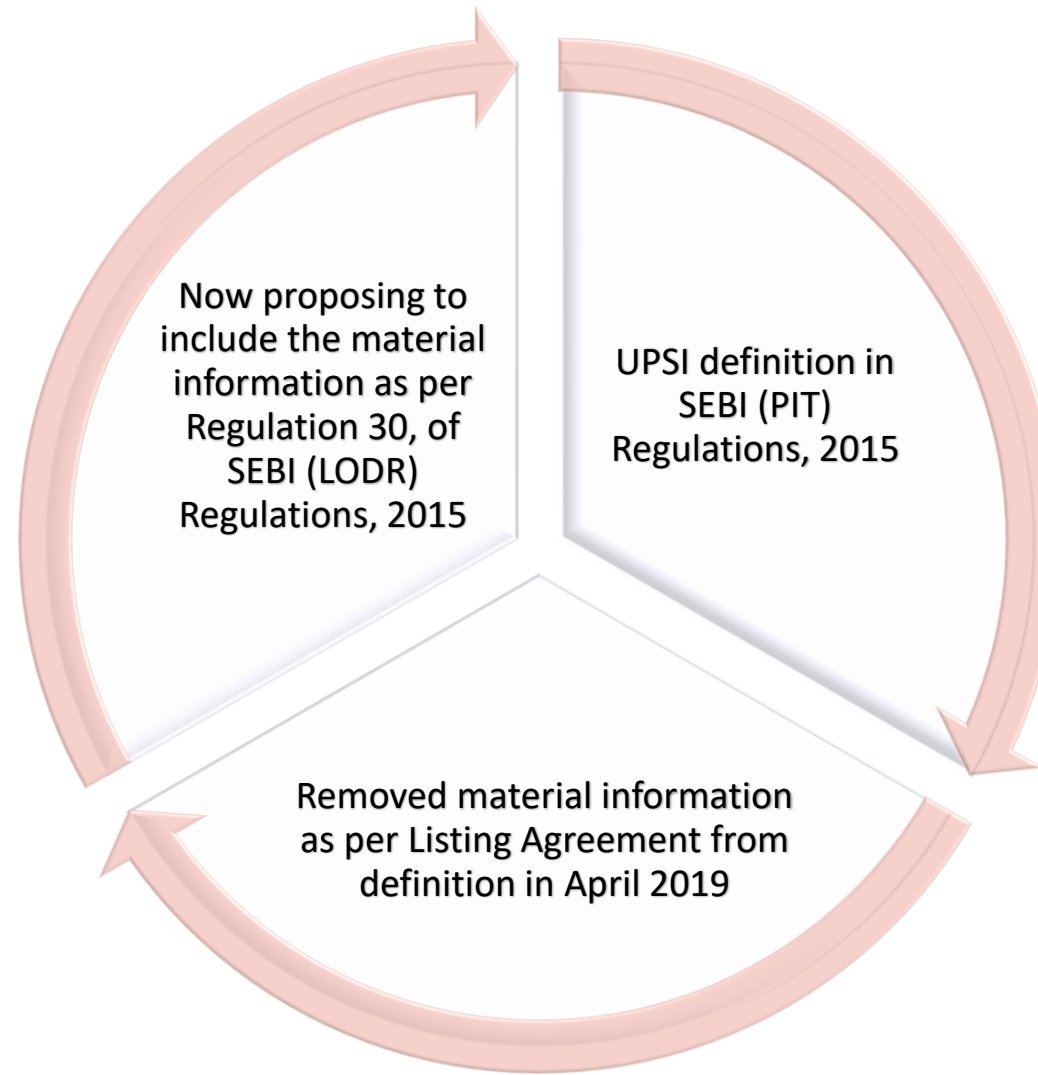 UPSI definition in
SEBI (PIT)
Regulations, 2015
Removed material information
as per Listing Agreement from
definition in April 2019
Now proposing to
include the material
information as per
Regulation 30, of
SEBI (LODR)
Regulations, 2015